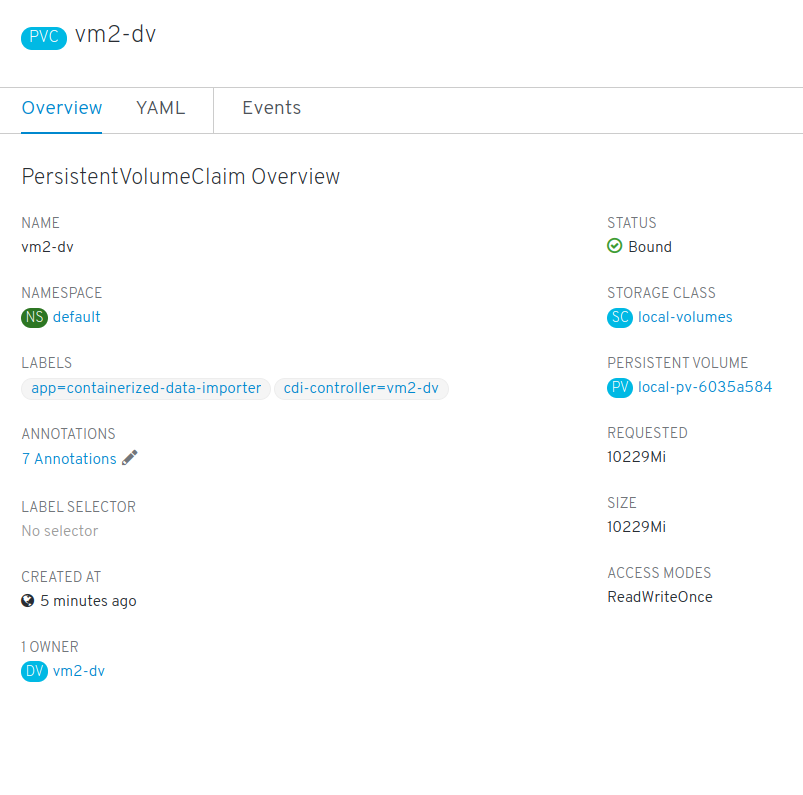 PVC vm2-dv
Overview YAML Events
PersistentVolumeClaim Overview
NAME
vm2-dv
NAMESPACE
NS default
LABELS
app=containerized-data-importer cdi-controller=vm2-dv
ANNOTATIONS
7 Annotations
LABEL SELECTOR
No selector
CREATED AT
5 minutes ago
1 OWNER
DV vm2-dv
STATUS
Bound
STORAGE CLASS
SC local-volumes
PERSISTENT VOLUME
PV local-pv-6035a584
REQUESTED
10229Mi
SIZE
10229Mi
ACCESS MODES
ReadWriteOnce